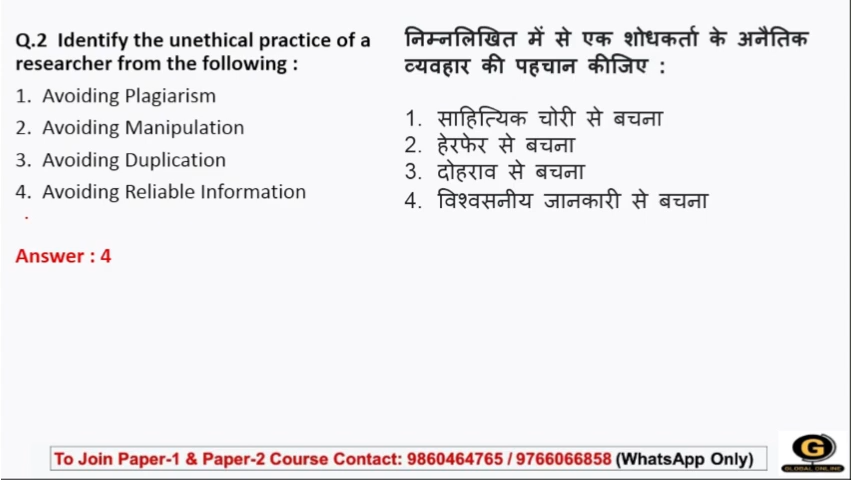 Q.2 Identify the unethical practice of a
researcher from the following :
1. Avoiding Plagiarism
2. Avoiding Manipulation
3. Avoiding Duplication
4. Avoiding Reliable Information
Answer : 4
निम्नलिखित में से एक शोधकर्ता के अनैतिक
व्यवहार की पहचान कीजिए :
1. साहित्यिक चोरी से बचना
2. हेरफेर से बचना
3. दोहराव से बचना
4. विश्वसनीय जानकारी से बचना
To Join Paper-1 & Paper-2 Course Contact: 9860464765 / 9766066858 (WhatsApp Only)
G
GLOBAL ONLINE